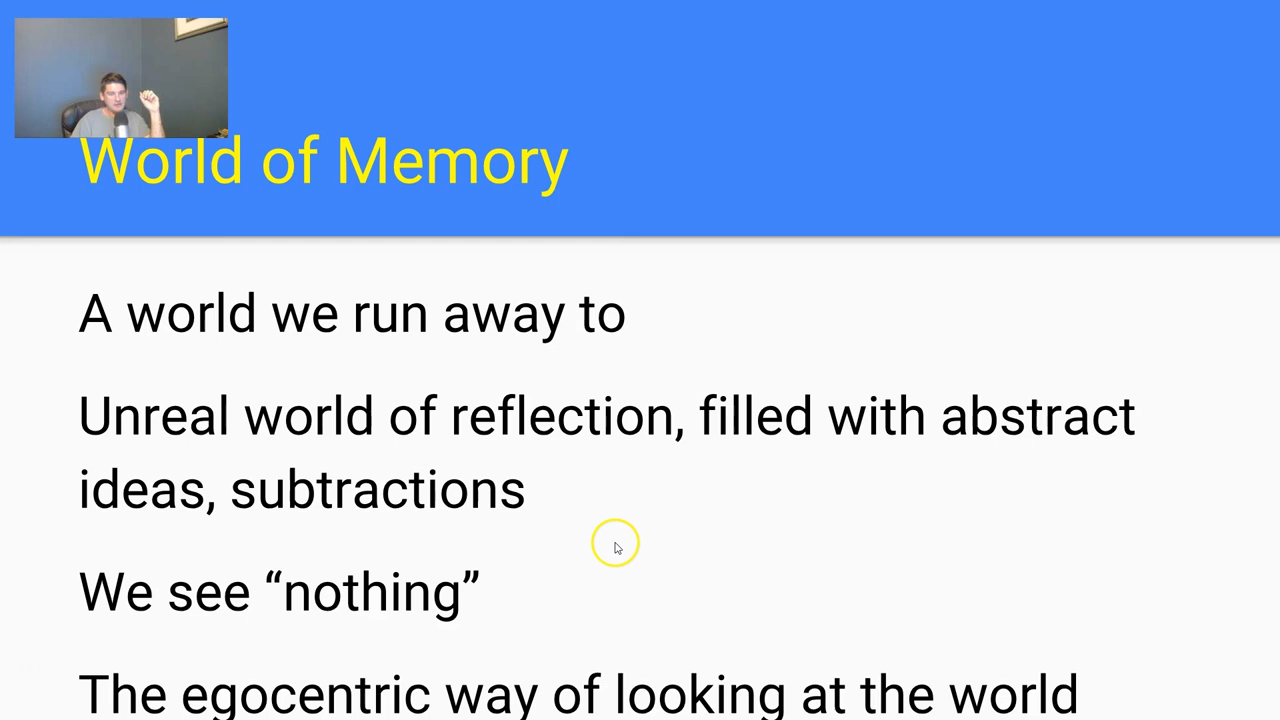 World of Memory
A world we run away to
Unreal world of reflection, filled with abstract
ideas, subtractions
We see “nothing”
The egocentric way of looking at the world